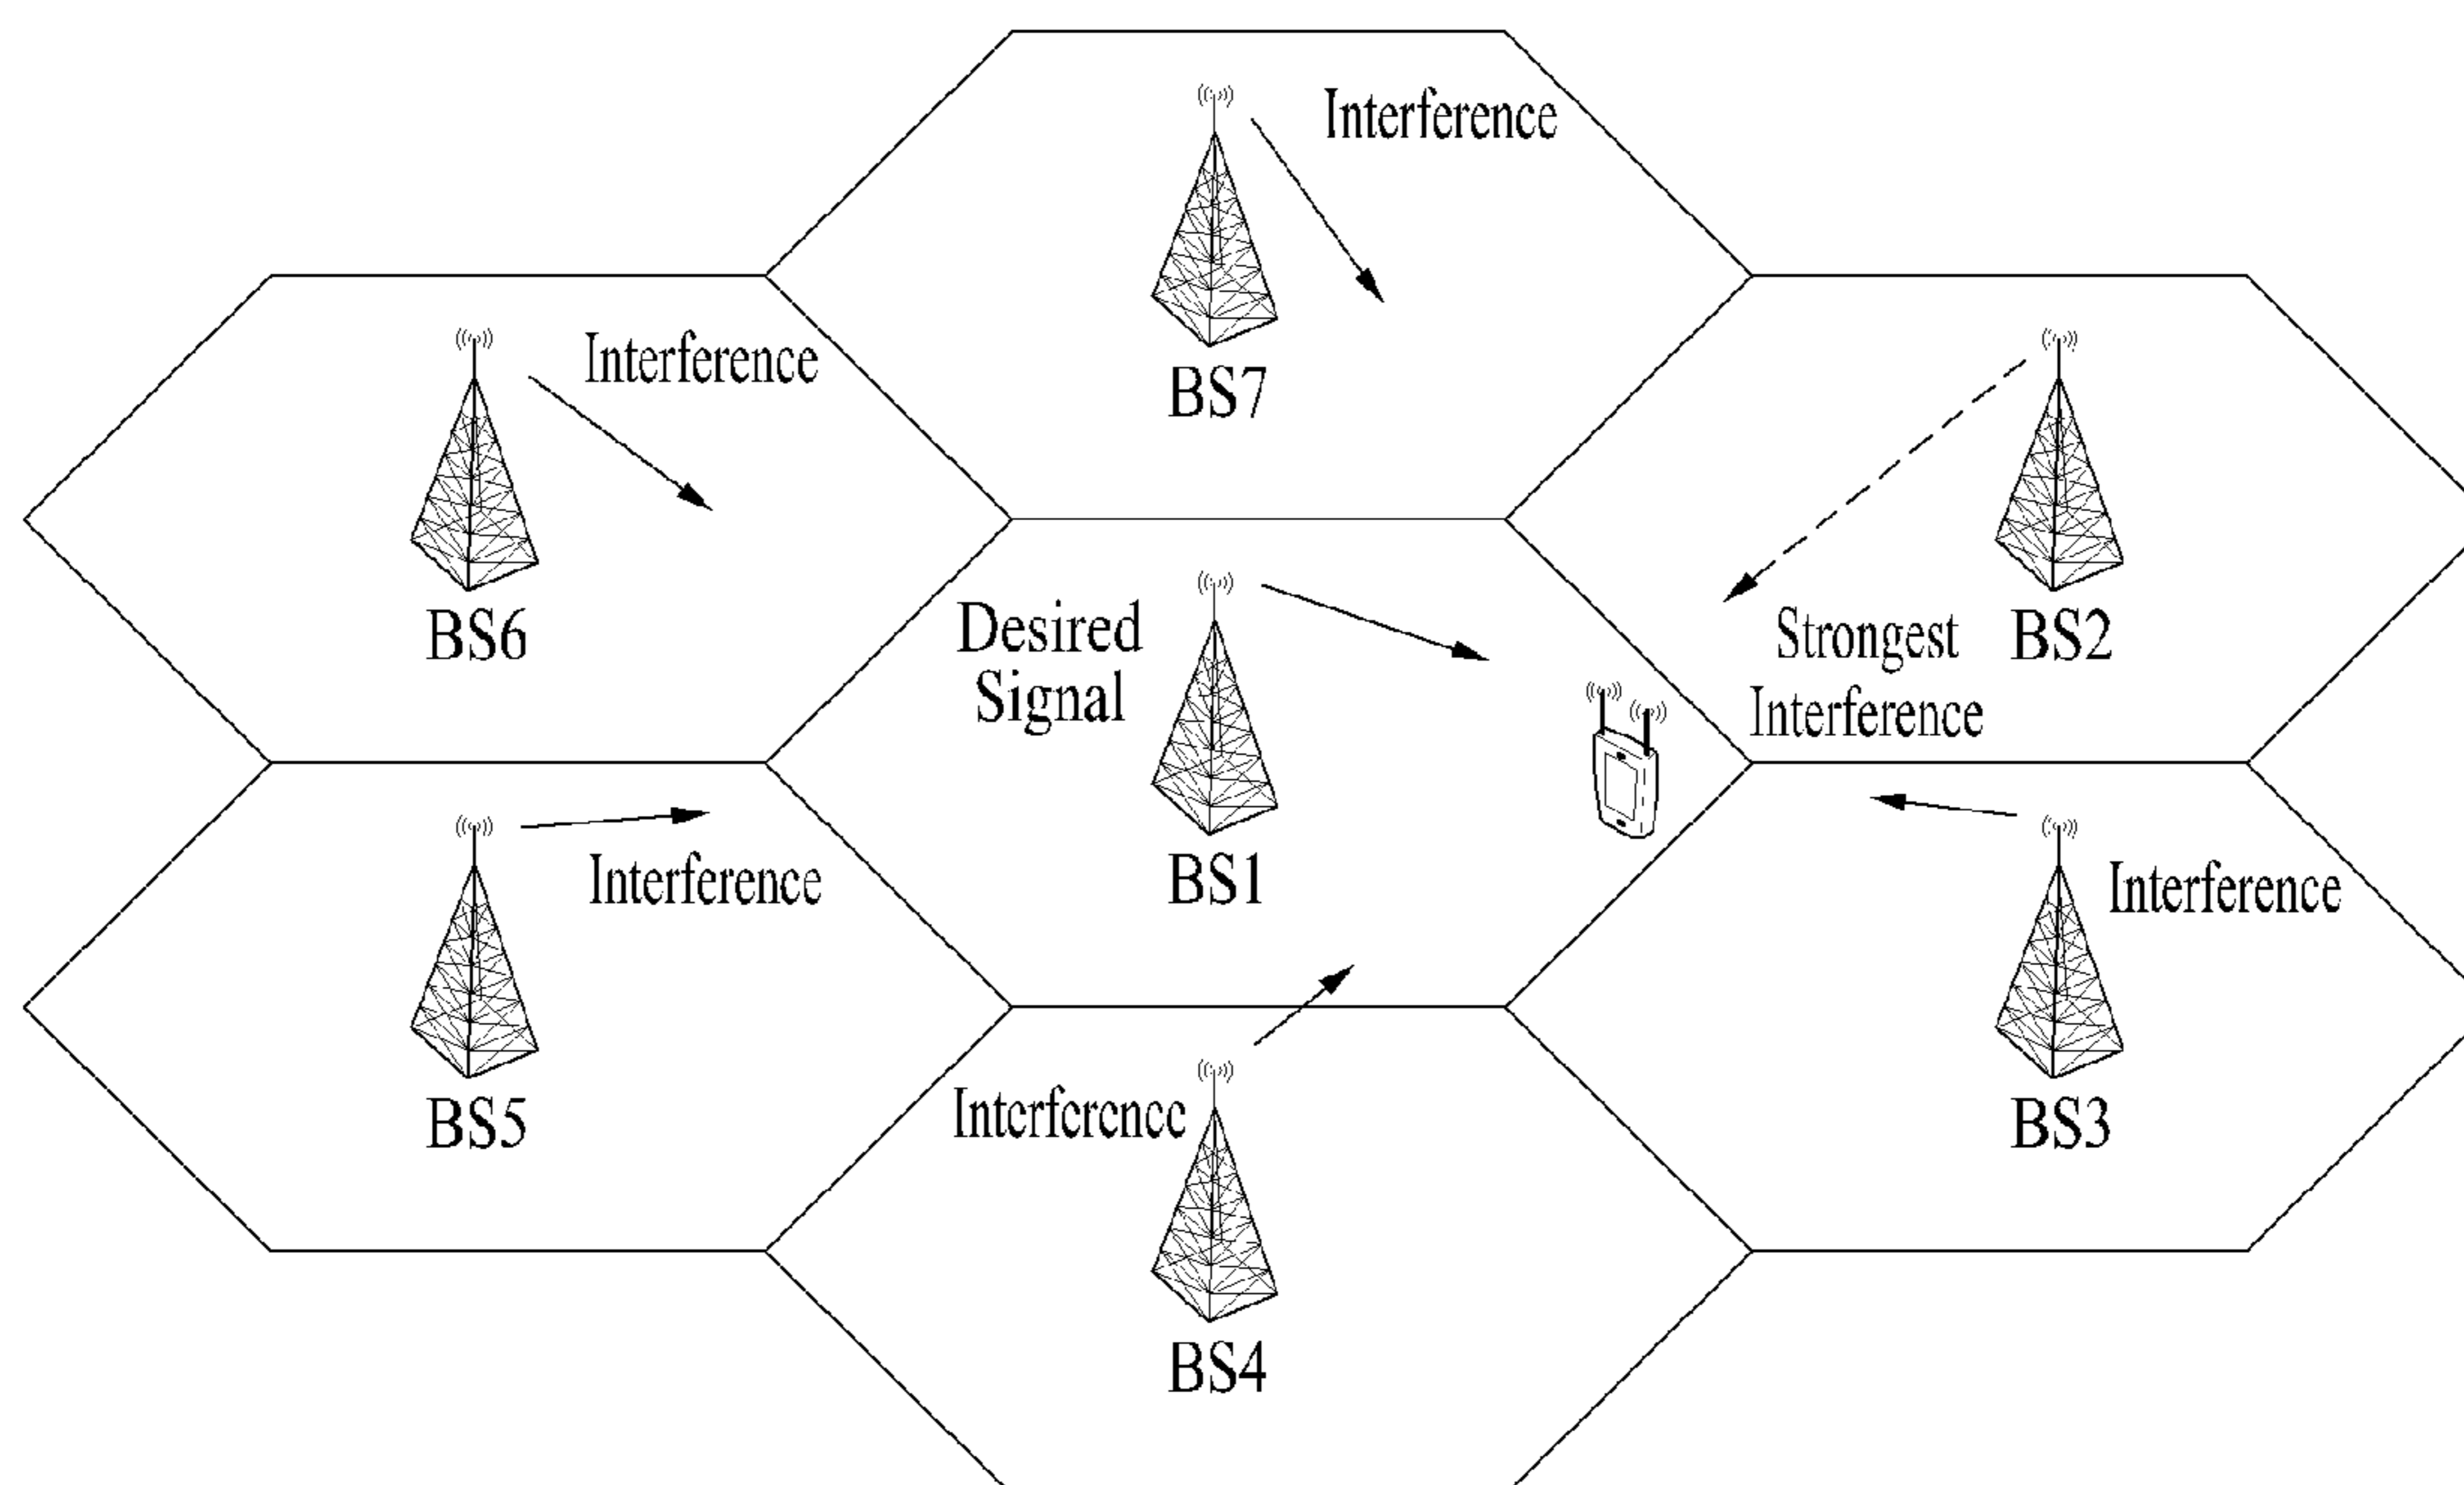 Interference
BS7
Interference
BS6
Strongest
Interference
BS2
Desired
Signal
BS1
Interference
BS5
Interference
BS3
Interference
BS4